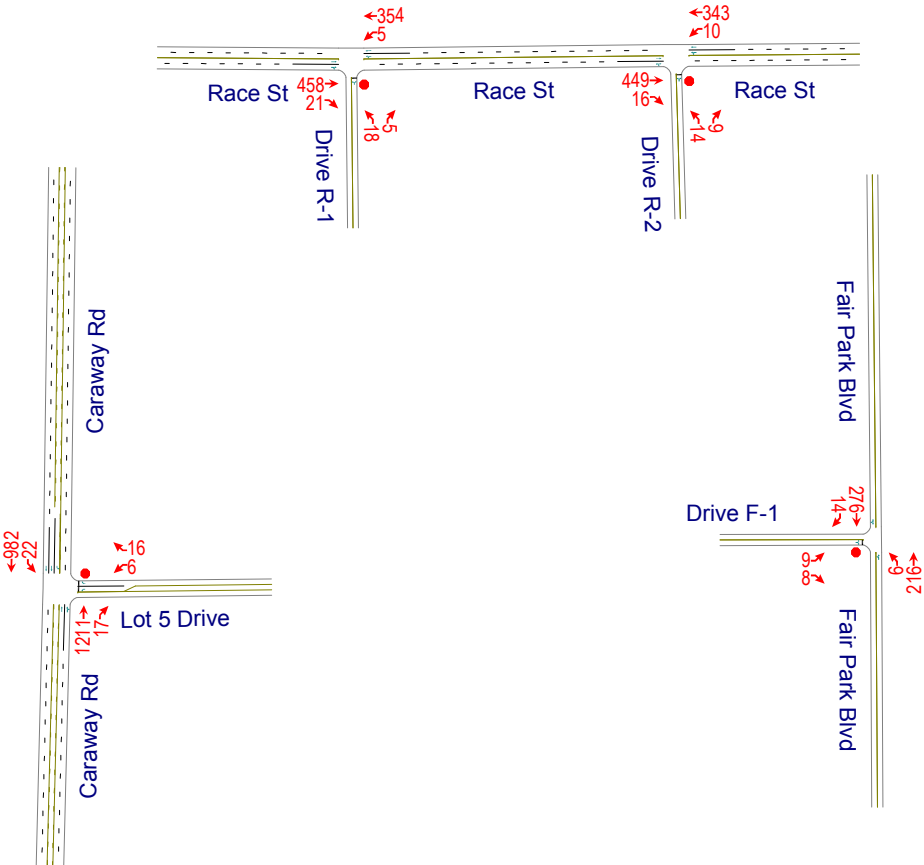 354
5
343
10
458
21
449
16
Race St
Race St
Race St
18
5
14
9
Drive R-1
Drive R-2
Caraway Rd
Fair Park Blvd
276
14
Drive F-1
982
22
16
6
9
8
9
216
1211
17
Lot 5 Drive
Caraway Rd
Fair Park Blvd